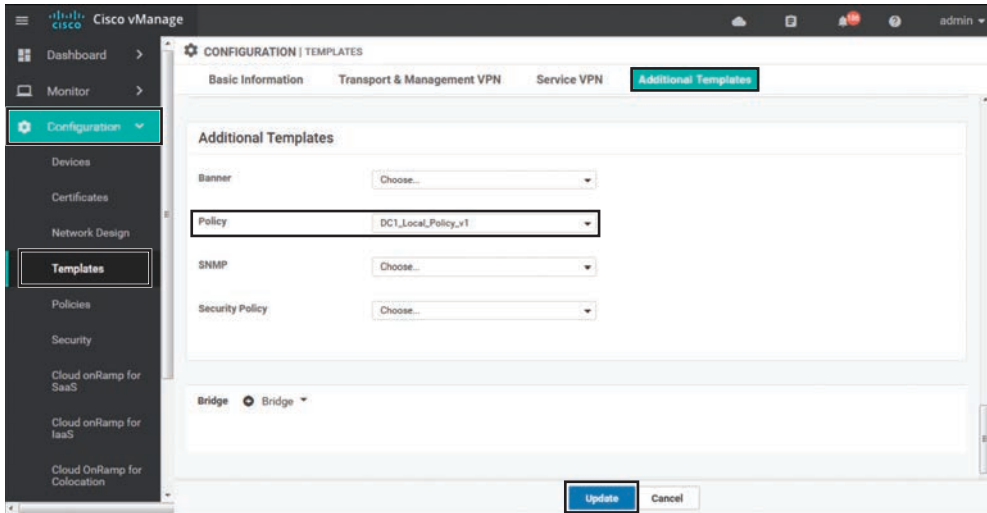 cisco Cisco vManage
admin
Dashboard
Monitor
Configuration
Devices
Certificates
Network Design
Templates
Policies
Security
Cloud onRamp for
SaaS
Cloud onRamp for
IaaS
Cloud OnRamp for
Colocation
CONFIGURATION | TEMPLATES
Basic Information Transport & Management VPN Service VPN Additional Templates
Additional Templates
Banner Choose...
Policy DC1_Local_Policy_v1
SNMP Choose...
Security Policy Choose...
Bridge Bridge
Update Cancel